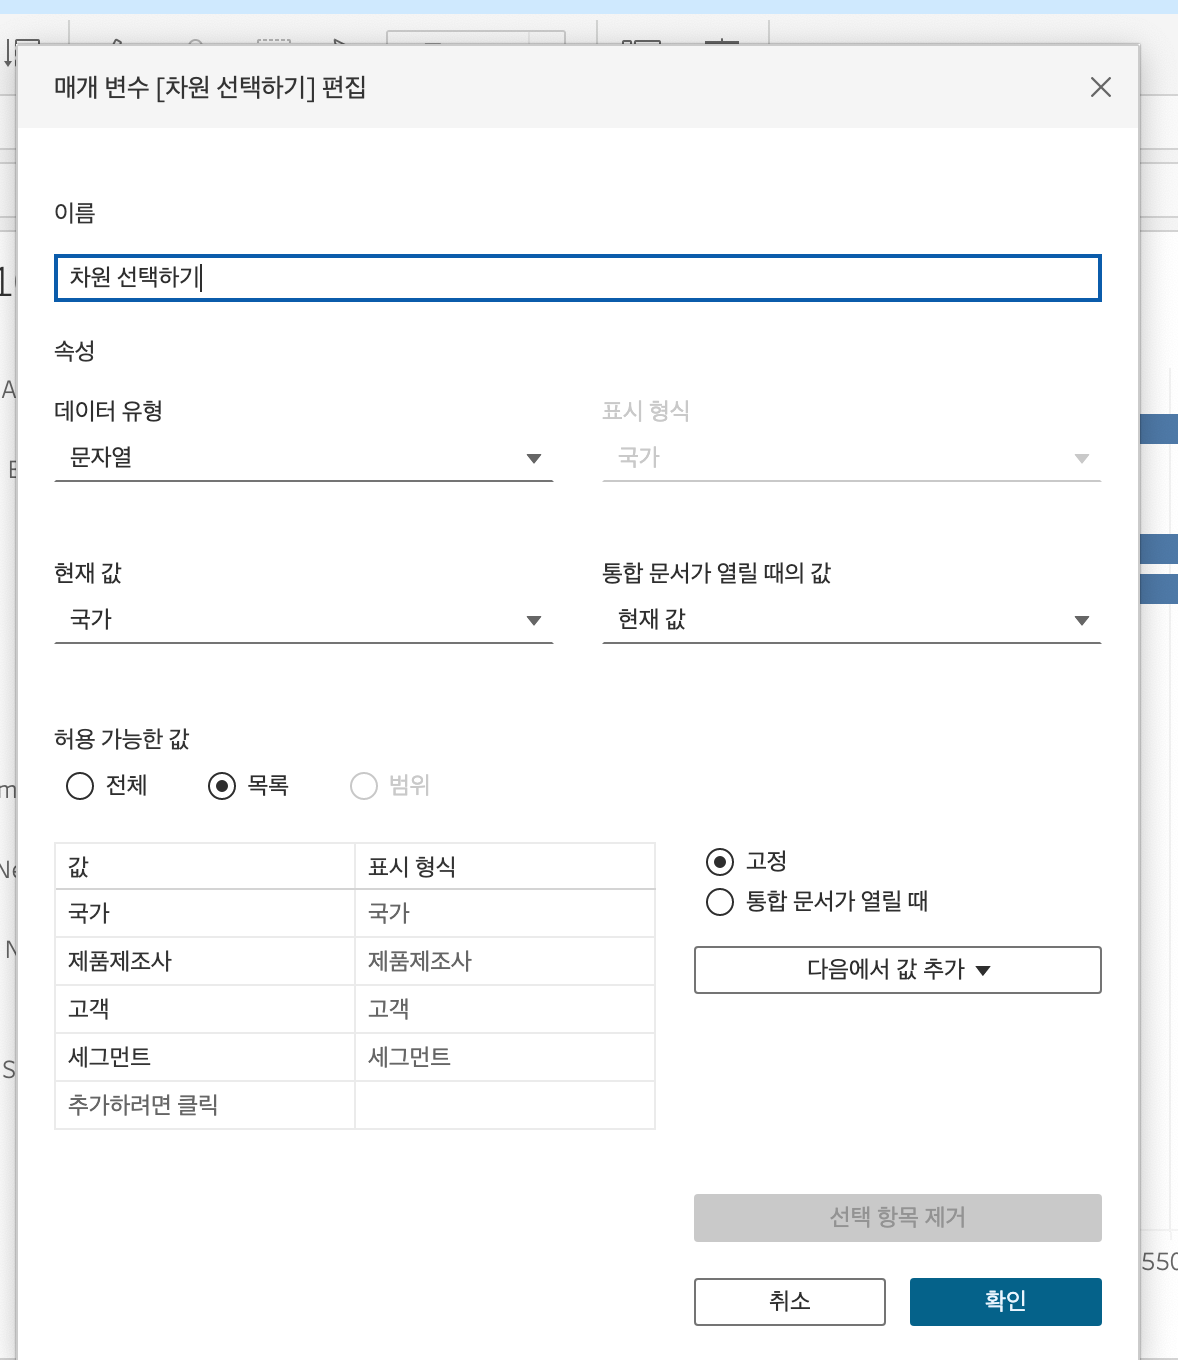 매개 변수 [차원 선택하기] 편집
이름
차원 선택하기
속성
데이터 유형
표시 형식
문자열
국가
현재 값
통합 문서가 열릴 때의 값
국가
현재 값
허용 가능한 값
전체
목록
범위
값
표시 형식
국가
국가
제품제조사
제품제조사
고객
고객
세그먼트
세그먼트
추가하려면 클릭
고정
통합 문서가 열릴 때
다음에서 값 추가
선택 항목 제거
취소
확인